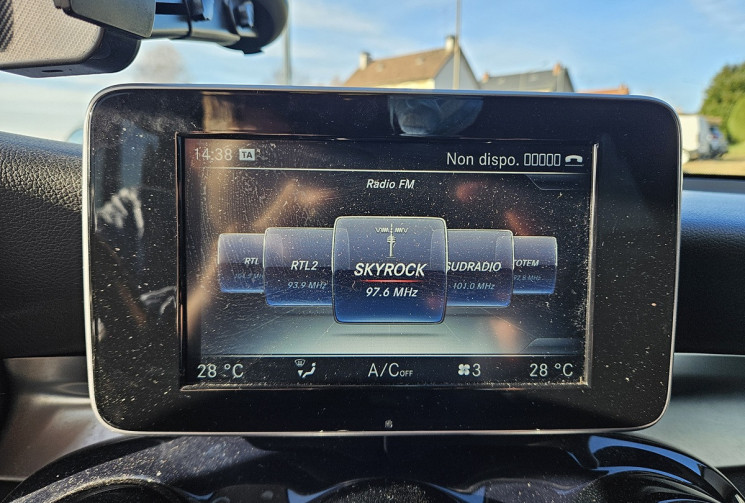 14:38 TA Non dispo.
Radio FM
RTL RTL2 SKYROCK SUDRADIO TOTEM
93.9 MHz 97.6 MHz 101.0 MHz
28 °C A/C OFF 3 28 °C